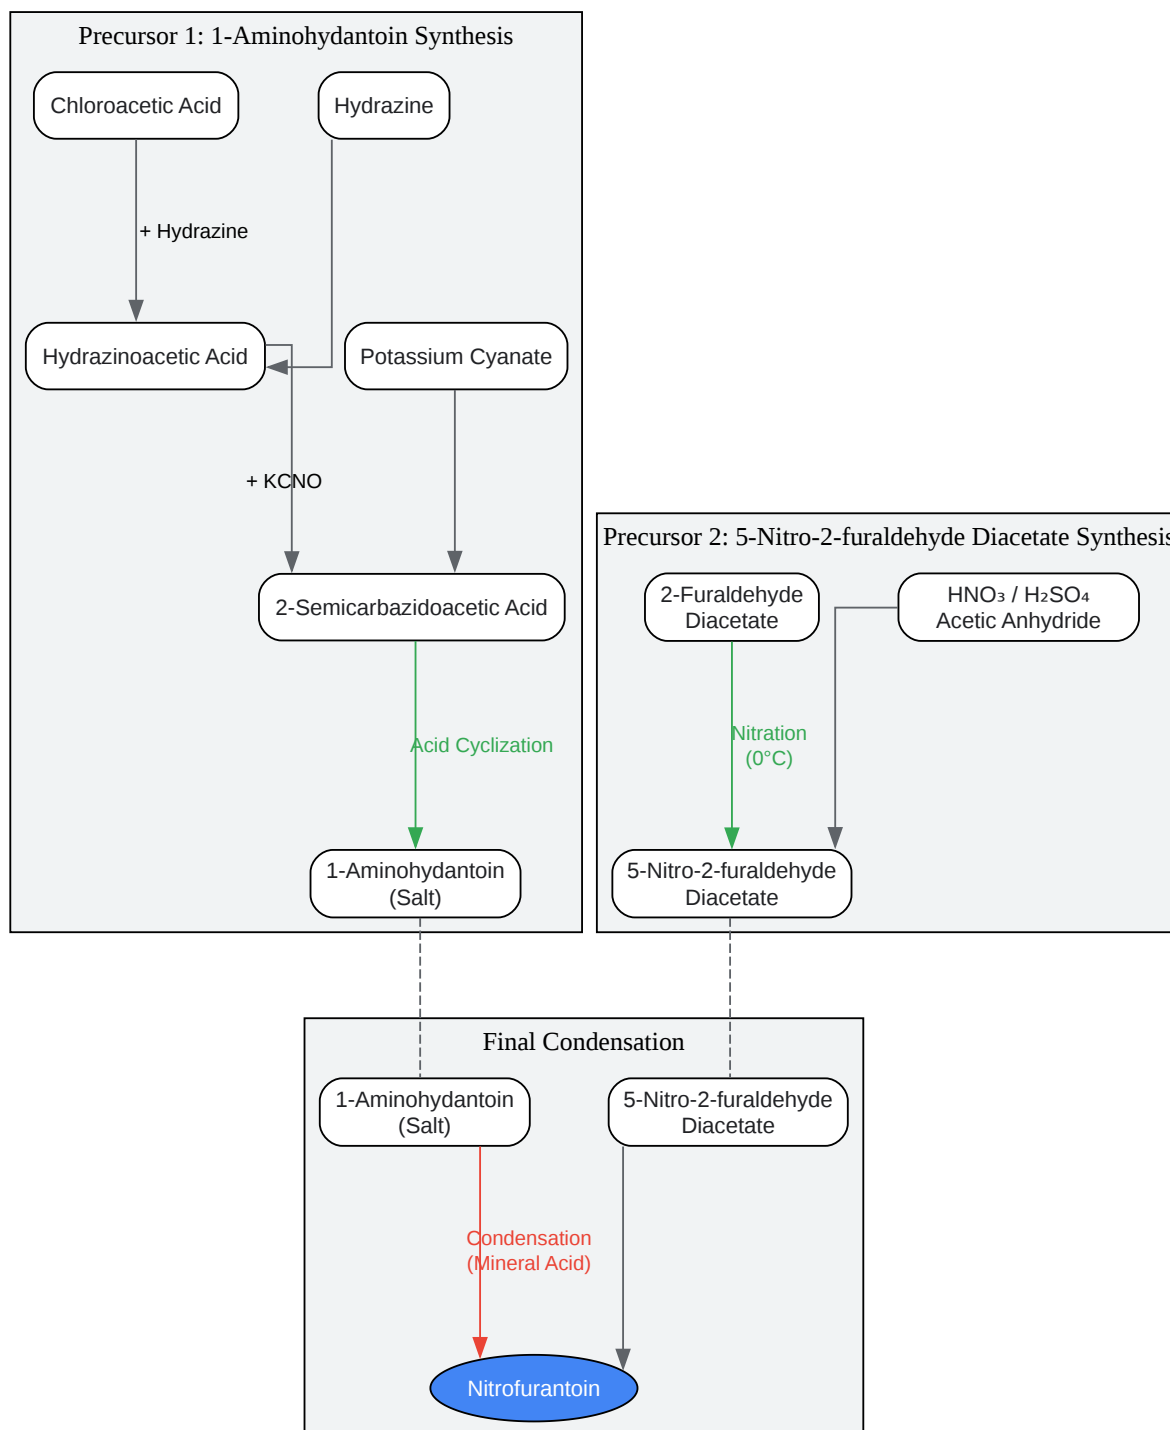 Precursor 1: 1-Aminohydantoin Synthesis
Chloroacetic Acid
Hydrazine
+ Hydrazine
Hydrazinoacetic Acid
Potassium Cyanate
+ KCNO
2-Semicarbazidoacetic Acid
Acid Cyclization
1-Aminohydantoin
(Salt)
Precursor 2: 5-Nitro-2-furaldehyde Diacetate Synthesis
2-Furaldehyde
Diacetate
HNO₃ / H₂SO₄
Acetic Anhydride
Nitration
(0°C)
5-Nitro-2-furaldehyde
Diacetate
Final Condensation
1-Aminohydantoin
(Salt)
5-Nitro-2-furaldehyde
Diacetate
Condensation
(Mineral Acid)
Nitrofurantoin